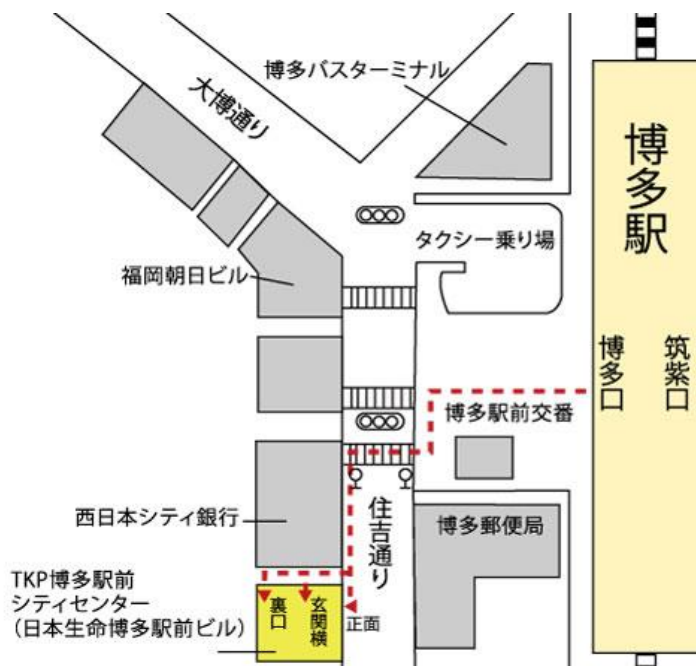 博多バスターミナル
大博通り
博多駅
タクシー乗り場
福岡朝日ビル
博多口
筑紫口
博多駅前交番
西日本シティ銀行
住吉通り
博多郵便局
TKP博多駅前
シティセンター
（日本生命博多駅前ビル）
裏口
玄関横
正面